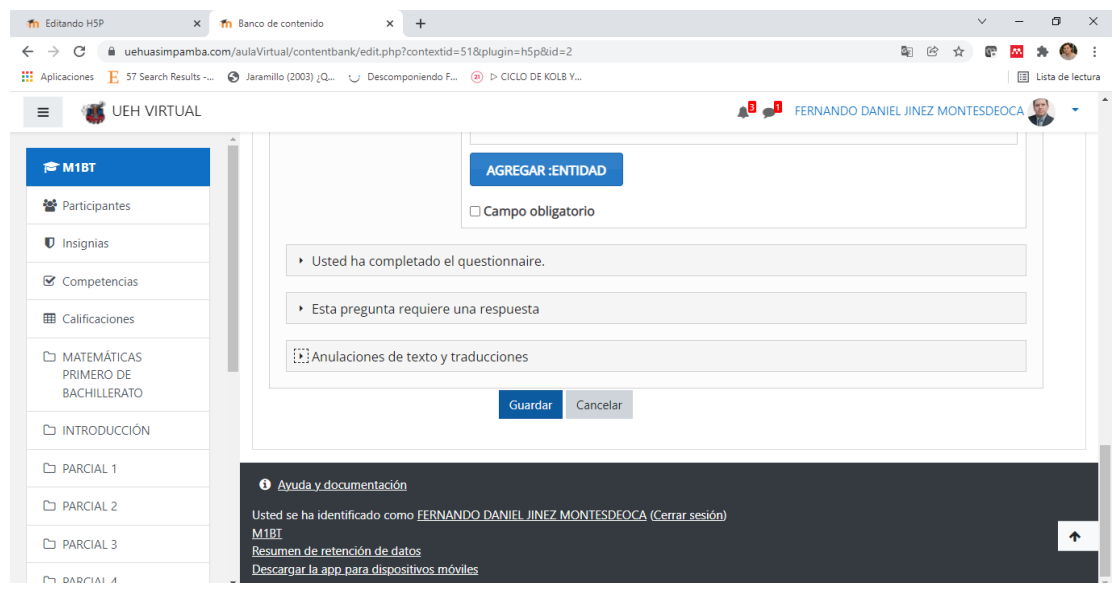 Editando H5P
Banco de contenido
uehuasimpamba.com/aulaVirtual/contentbank/edit.php?contextid=51&plugin=h5p&id=2
Aplicaciones
57 Search Results -...
Jaramillo (2003) ¿Q...
Descomponiendo F...
▷ CICLO DE KOLB Y...
Lista de lectura
UEH VIRTUAL
3
1
FERNANDO DANIEL JINEZ MONTESDEOCA
M1BT
Participantes
Insignias
Competencias
Calificaciones
MATEMÁTICAS
PRIMERO DE
BACHILLERATO
INTRODUCCIÓN
PARCIAL 1
PARCIAL 2
PARCIAL 3
PARCIAL 4
AGREGAR :ENTIDAD
Campo obligatorio
Usted ha completado el questionnaire.
Esta pregunta requiere una respuesta
Anulaciones de texto y traducciones
Guardar
Cancelar
Ayuda y documentación
Usted se ha identificado como FERNANDO DANIEL JINEZ MONTESDEOCA (Cerrar sesión)
M1BT
Resumen de retención de datos
Descargar la app para dispositivos móviles